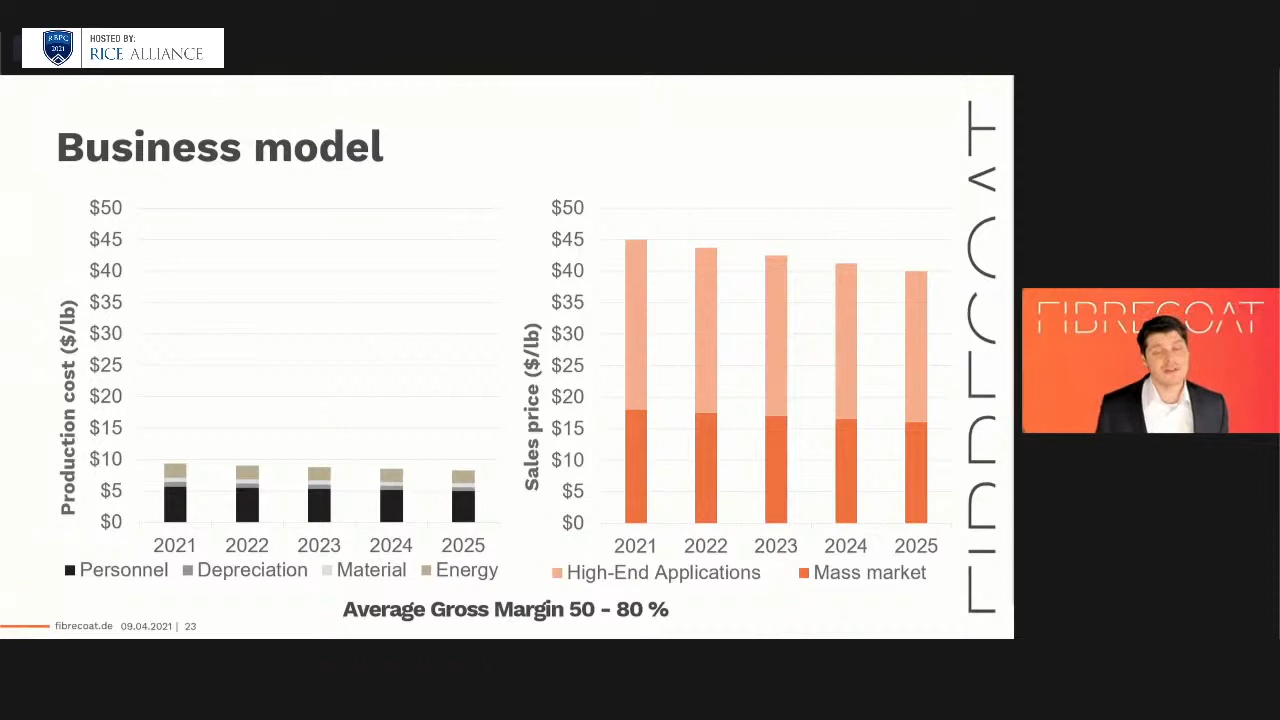 RBPC
2021
HOSTED BY:
RICE ALLIANCE
Business model
Production cost ($/lb)
$50
$45
$40
$35
$30
$25
$20
$15
$10
$5
$0
2021 2022 2023 2024 2025
Personnel Depreciation Material Energy
Sales price ($/lb)
$50
$45
$40
$35
$30
$25
$20
$15
$10
$5
$0
2021 2022 2023 2024 2025
High-End Applications Mass market
Average Gross Margin 50 - 80 %
fibrecoat.de 09.04.2021 | 23
FIBRECOAT
FIBRECOAT